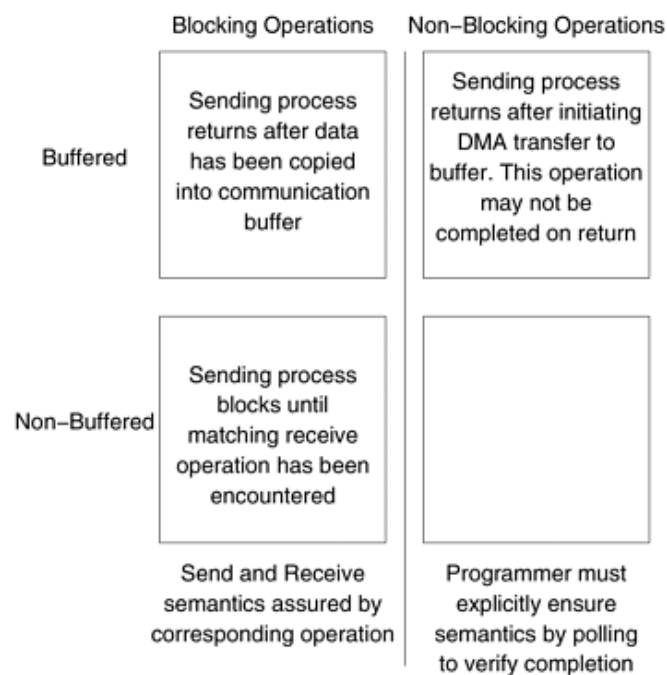 Blocking Operations
Non−Blocking Operations
Buffered
Sending process
returns after data
has been copied
into communication
buffer
Sending process
returns after initiating
DMA transfer to
buffer. This operation
may not be
completed on return
Non−Buffered
Sending process
blocks until
matching receive
operation has been
encountered
Send and Receive
semantics assured by
corresponding operation
Programmer must
explicitly ensure
semantics by polling
to verify completion